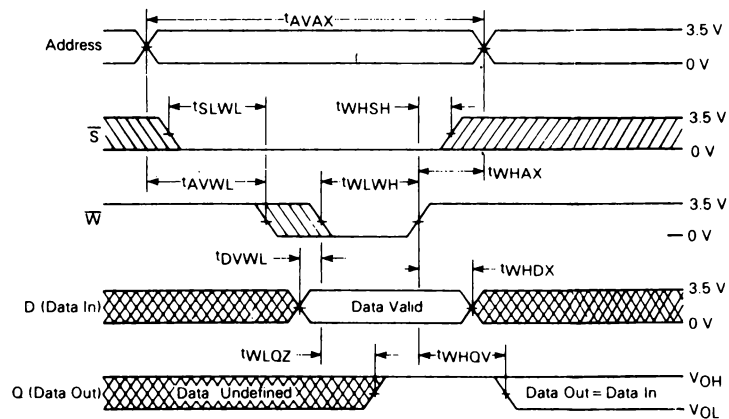 tAVAX
Address
3.5 V
0 V
tSLWL
tWHSH
S
3.5 V
0 V
tAVWL
tWLWH
tWHAX
W
3.5 V
0 V
tDVWL
tWHDX
D (Data In)
Data Valid
3.5 V
0 V
tWLQZ
tWHQV
Q (Data Out)
Data Undefined
Data Out = Data In
VOH
VOL